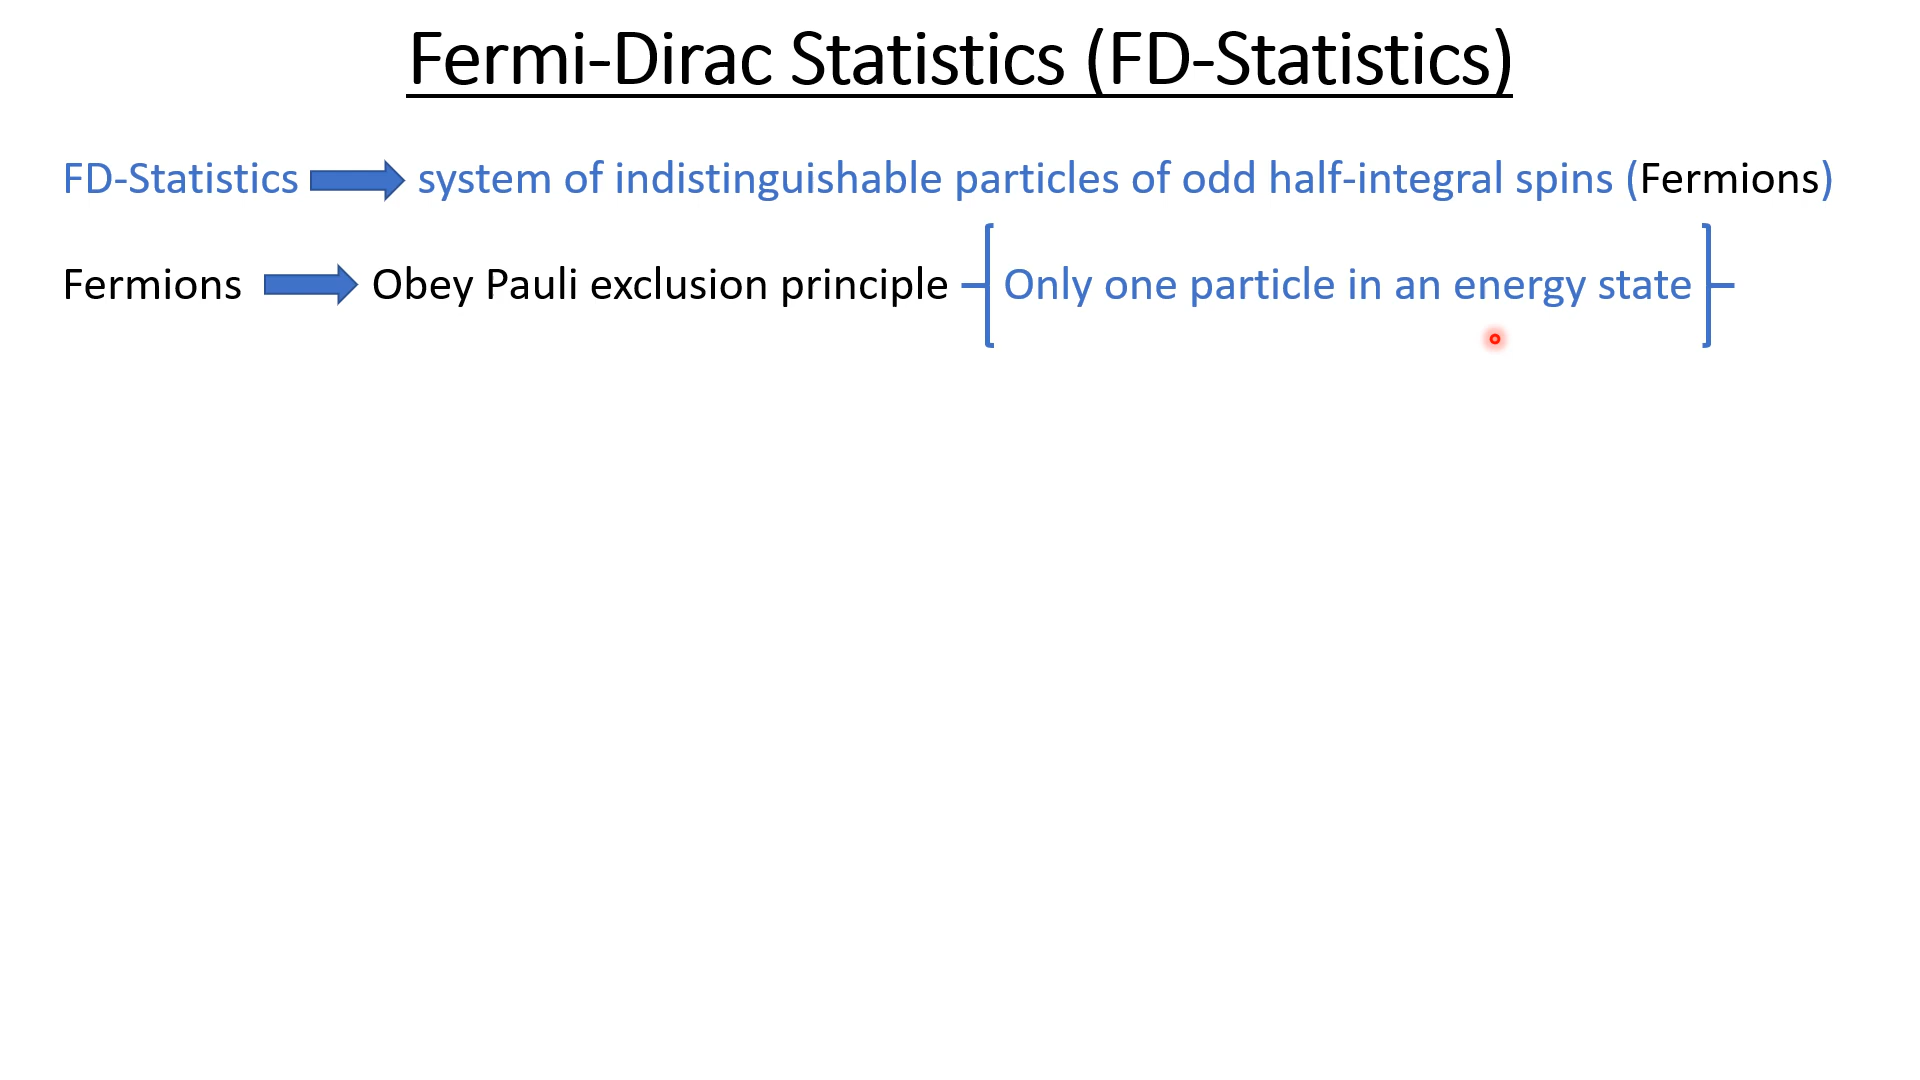 Fermi-Dirac Statistics (FD-Statistics)
FD-Statistics system of indistinguishable particles of odd half-integral spins (Fermions)
Fermions Obey Pauli exclusion principle Only one particle in an energy state